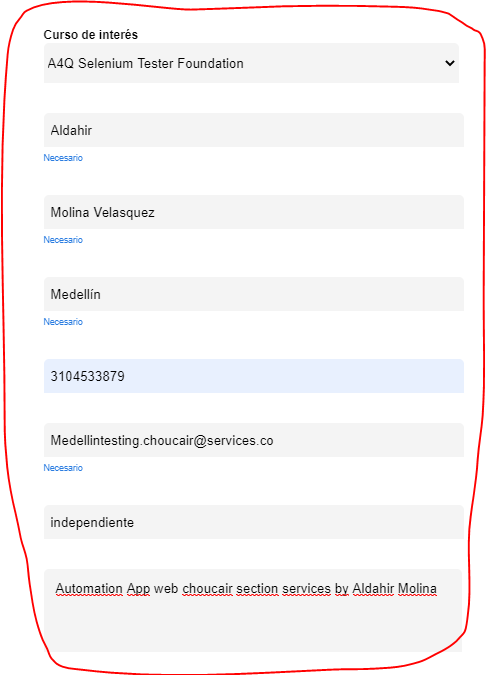 Curso de interés
A4Q Selenium Tester Foundation
Aldahir
Necesario
Molina Velasquez
Necesario
Medellín
Necesario
3104533879
Medellintesting.choucair@services.co
Necesario
independiente
Automation App web choucair section services by Aldahir Molina